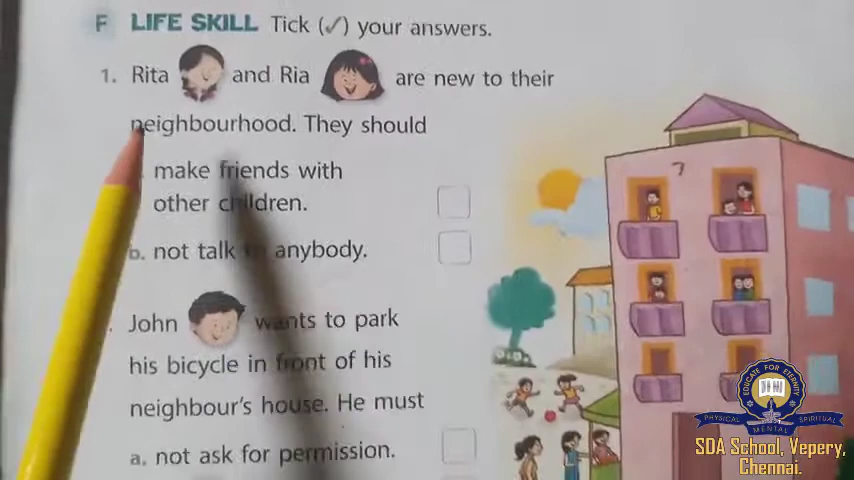 F LIFE SKILL Tick (✓) your answers.
1. Rita and Ria are new to their
neighbourhood. They should
make friends with
other children.
b. not talk to anybody.
John wants to park
his bicycle in front of his
neighbour's house. He must
a. not ask for permission.
7
EDUCATE FOR ETERNITY
PHYSICAL MENTAL SPIRITUAL
SDA School, Vepery,
Chennai.